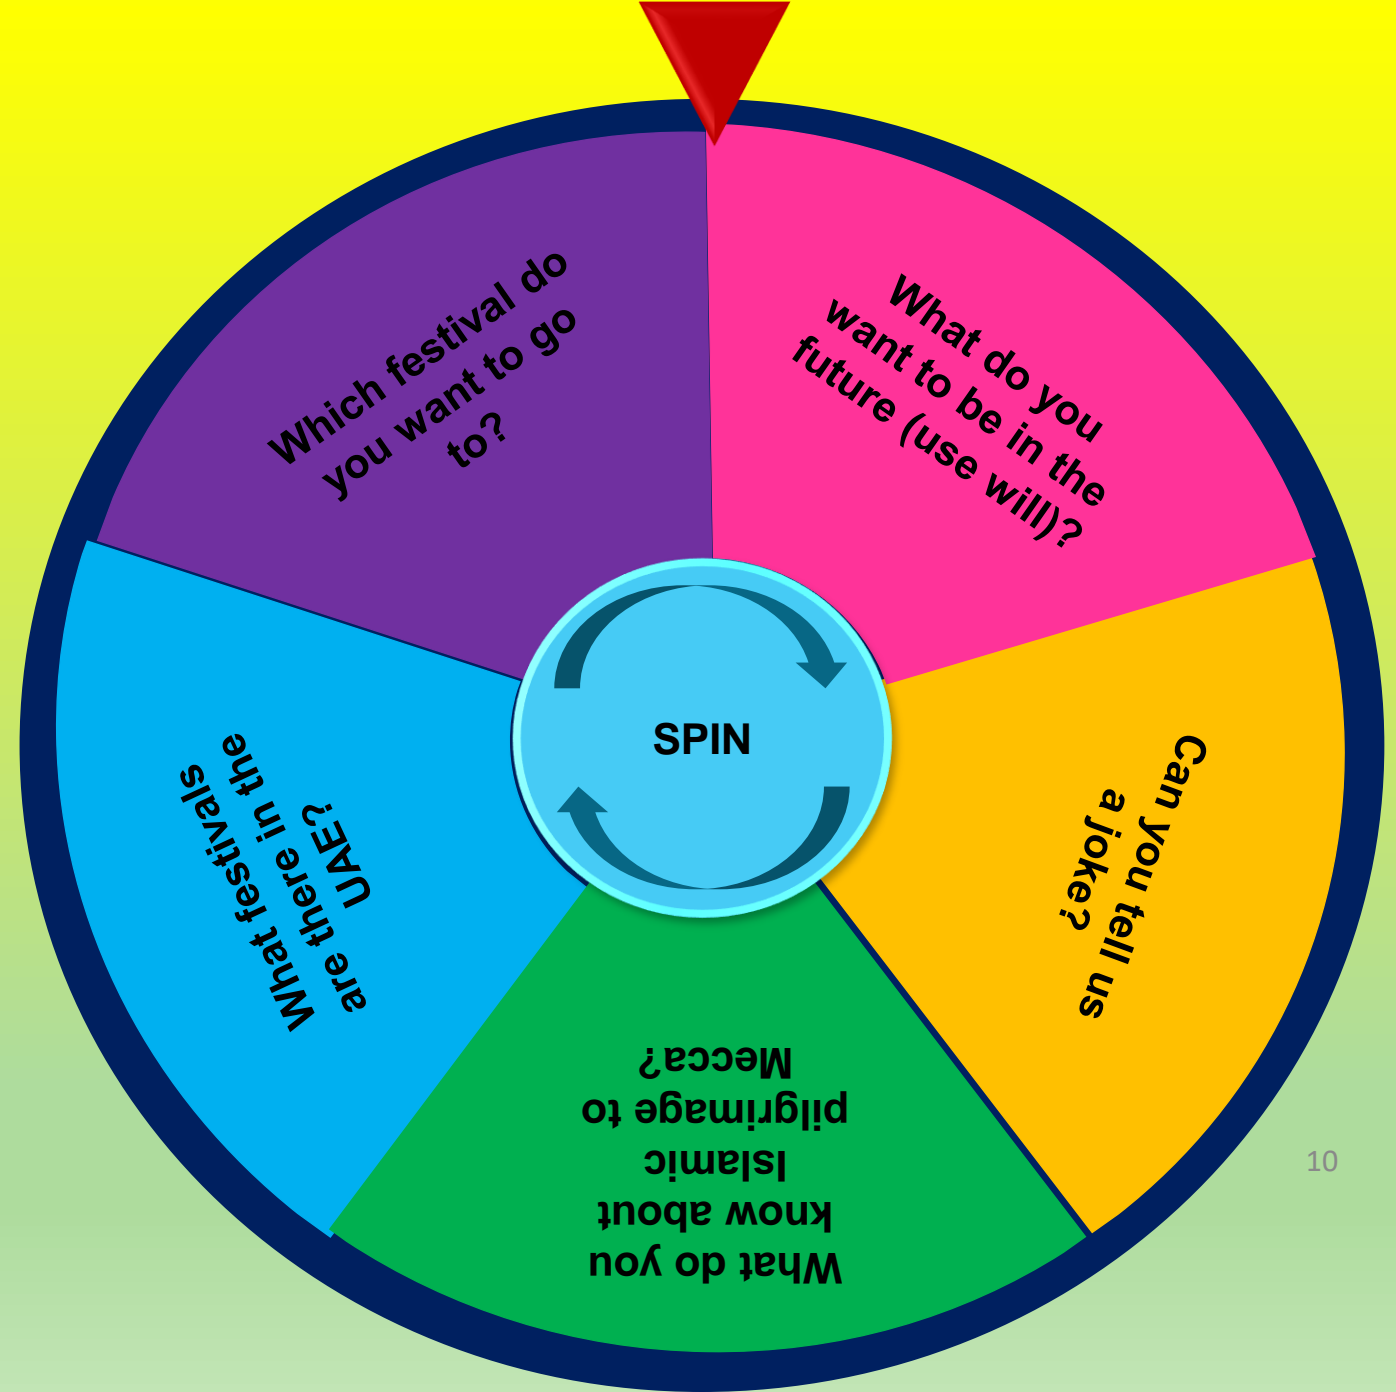 Which festival do
you want to go
to?
What do you
want to be in the
future (use will)?
Can you tell us
a joke?
What do you
know about
Islamic
pilgrimage to
Mecca?
What festivals
are there in the
UAE?
SPIN
10